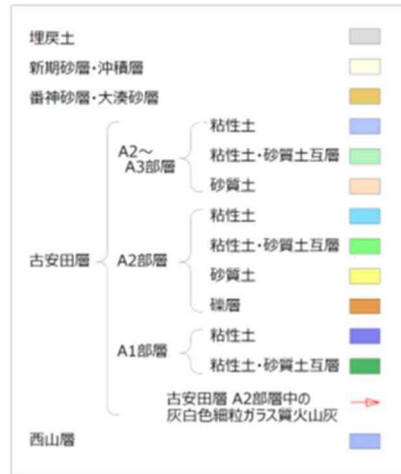 埋戻土
新期砂層・沖積層
番神砂層・大湊砂層
古安田層
A2～
A3部層
粘性土
粘性土・砂質土互層
砂質土
A2部層
粘性土
粘性土・砂質土互層
砂質土
礫層
A1部層
粘性土
粘性土・砂質土互層
古安田層 A2部層中の
灰白色細粒ガラス質火山灰
西山層